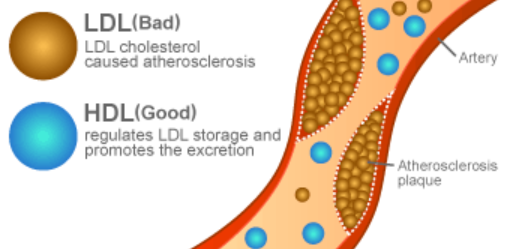 LDL(Bad)
LDL cholesterol
caused atherosclerosis
HDL(Good)
regulates LDL storage and
promotes the excretion
Artery
Atherosclerosis
plaque